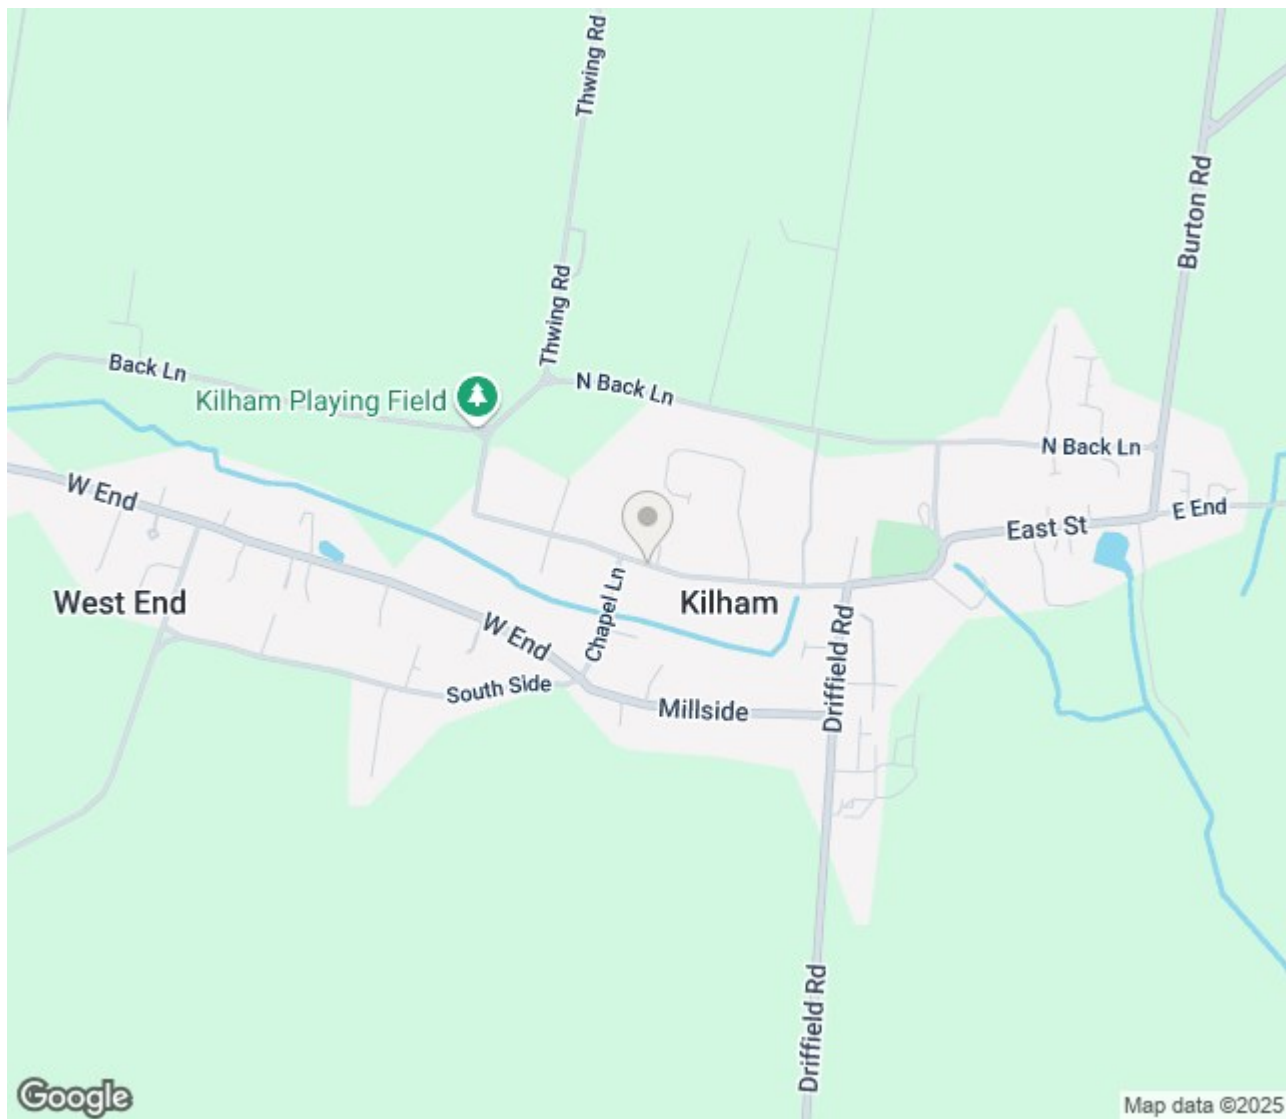 Thwing Rd
Burton Rd
Thwing Rd
Back Ln
N Back Ln
Kilham Playing Field
N Back Ln
W End
E End
East St
West End
Kilham
Chapel Ln
W End
Driffield Rd
South Side
Millside
Driffield Rd
Google
Map data ©2025